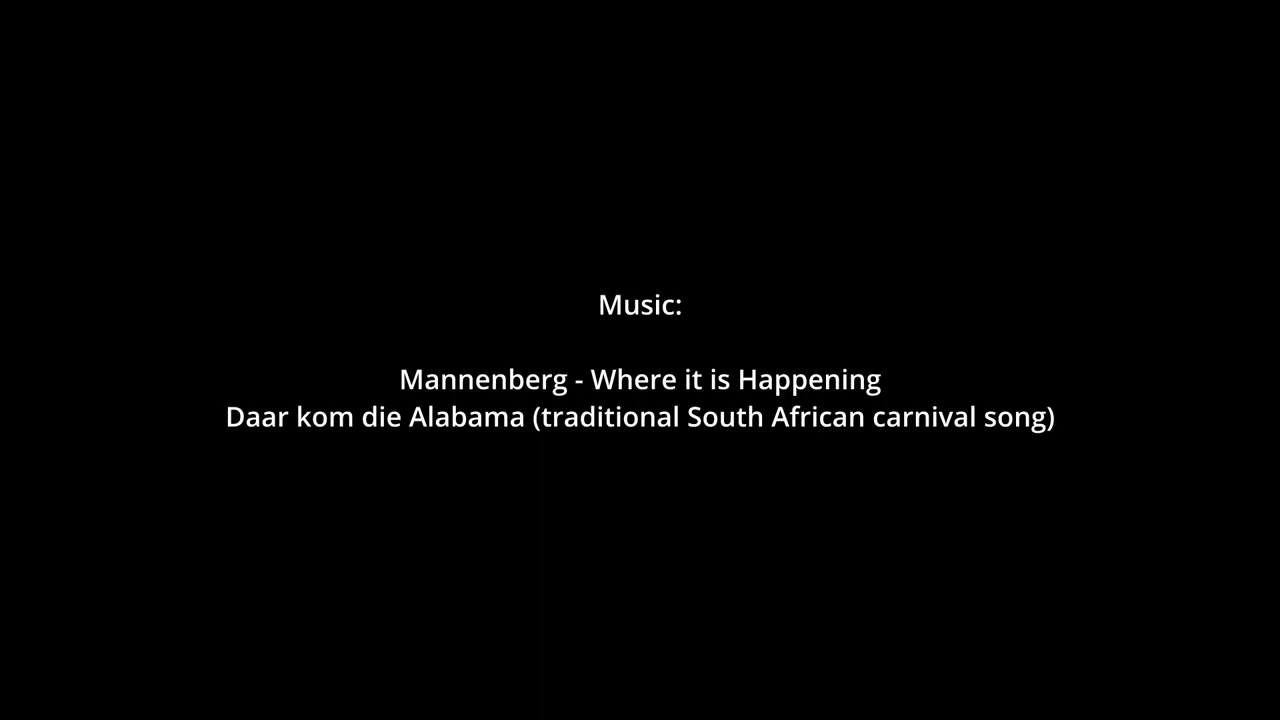 Music:
Mannenberg - Where it is Happening
Daar kom die Alabama (traditional South African carnival song)